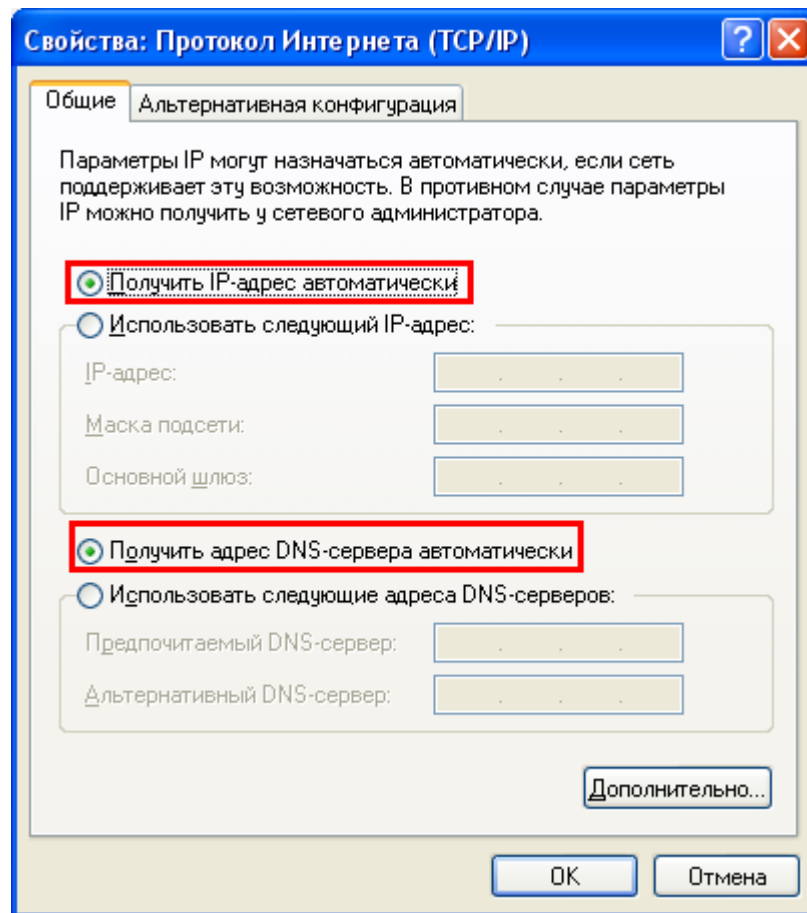 Свойства: Протокол Интернета (TCP/IP)
Общие
Альтернативная конфигурация
Параметры IP могут назначаться автоматически, если сеть
поддерживает эту возможность. В противном случае параметры
IP можно получить у сетевого администратора.
Получить IP-адрес автоматически
Использовать следующий IP-адрес:
IP-адрес:
Маска подсети:
Основной шлюз:
Получить адрес DNS-сервера автоматически
Использовать следующие адреса DNS-серверов:
Предпочитаемый DNS-сервер:
Альтернативный DNS-сервер:
Дополнительно...
OK
Отмена